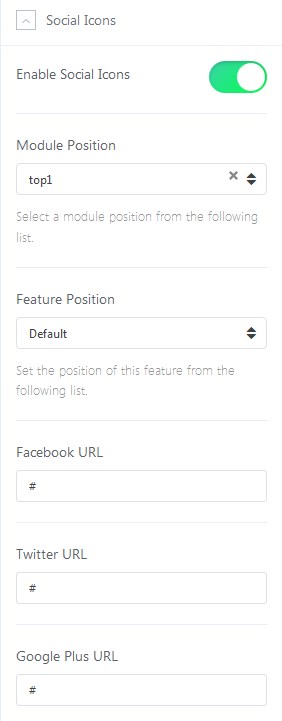 Social Icons
Enable Social Icons
Module Position
top1
Select a module position from the following
list.
Feature Position
Default
Set the position of this feature from the
following list.
Facebook URL
#
Twitter URL
#
Google Plus URL
#